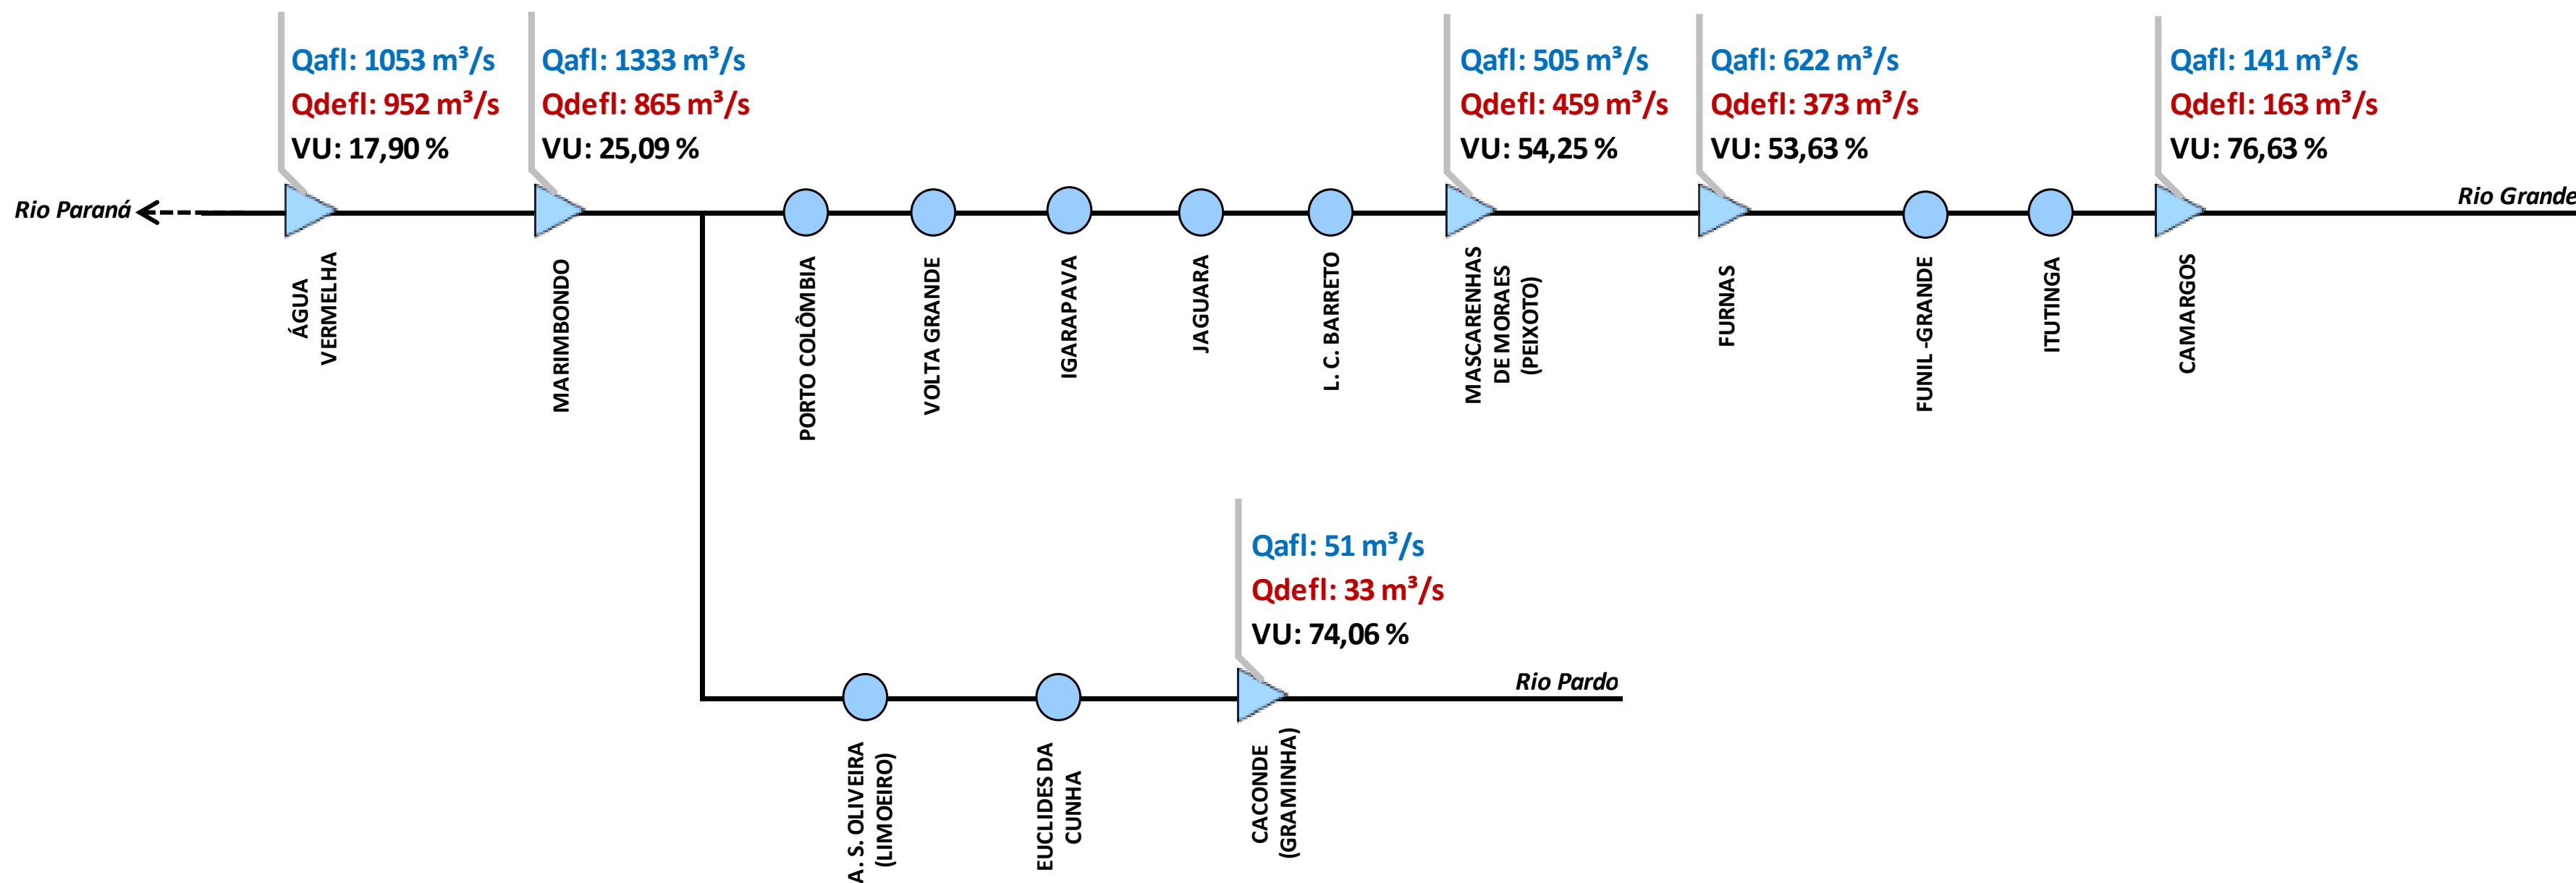 Qafl: 1053 m³/s
Qdefl: 952 m³/s
VU: 17,90 %
Qafl: 1333 m³/s
Qdefl: 865 m³/s
VU: 25,09 %
Qafl: 505 m³/s
Qdefl: 459 m³/s
VU: 54,25 %
Qafl: 622 m³/s
Qdefl: 373 m³/s
VU: 53,63 %
Qafl: 141 m³/s
Qdefl: 163 m³/s
VU: 76,63 %
Rio Paraná
Rio Grande
ÁGUA
VERMELHA
MARIMBONDO
PORTO COLÔMBIA
VOLTA GRANDE
IGARAPAVA
JAGUARA
L. C. BARRETO
MASCARENHAS
DE MORAES
(PEIXOTO)
FURNAS
FUNIL -GRANDE
ITUTINGA
CAMARGOS
Qafl: 51 m³/s
Qdefl: 33 m³/s
VU: 74,06 %
Rio Pardo
A. S. OLIVEIRA
(LIMOEIRO)
EUCLIDES DA
CUNHA
CACONDE
(GRAMINHA)